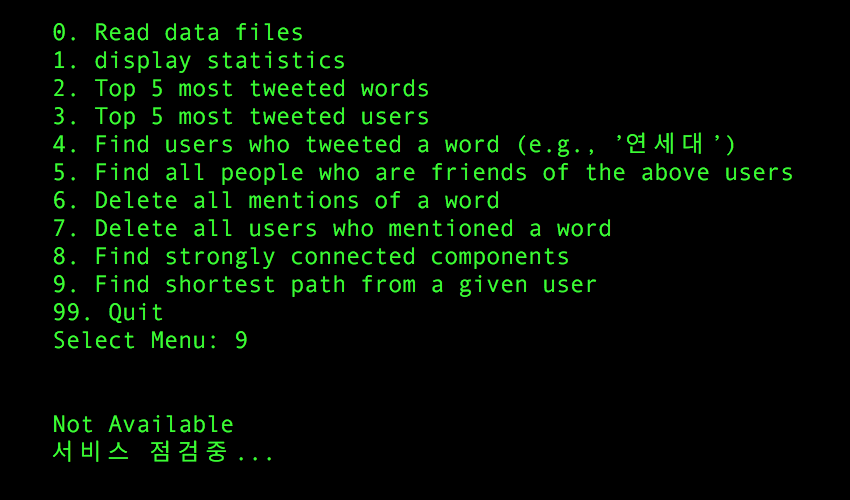 0. Read data files
1. display statistics
2. Top 5 most tweeted words
3. Top 5 most tweeted users
4. Find users who tweeted a word (e.g., ’연세대’)
5. Find all people who are friends of the above users
6. Delete all mentions of a word
7. Delete all users who mentioned a word
8. Find strongly connected components
9. Find shortest path from a given user
99. Quit
Select Menu: 9
Not Available
서비스 점검중...